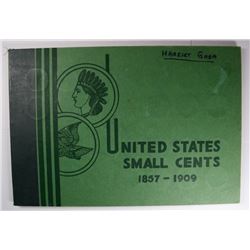 UNITED STATES
SMALL CENTS
1857-1909